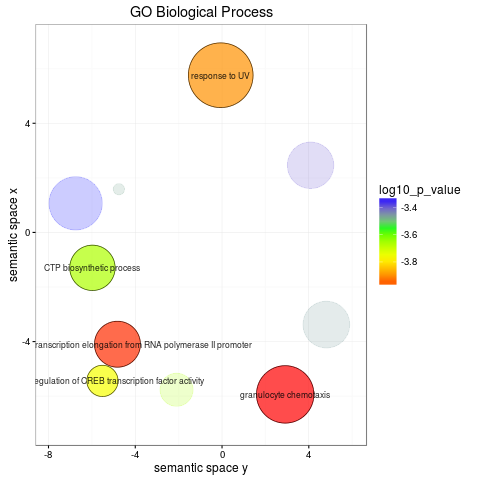 GO Biological Process
response to UV
CTP biosynthetic process
ranscription elongation from RNA polymerase II promoter
egulation of CREB transcription factor activity
granulocyte chemotaxis
semantic space x
4
0
-4
-8
-4
0
4
semantic space y
log10_p_value
-3.4
-3.6
-3.8